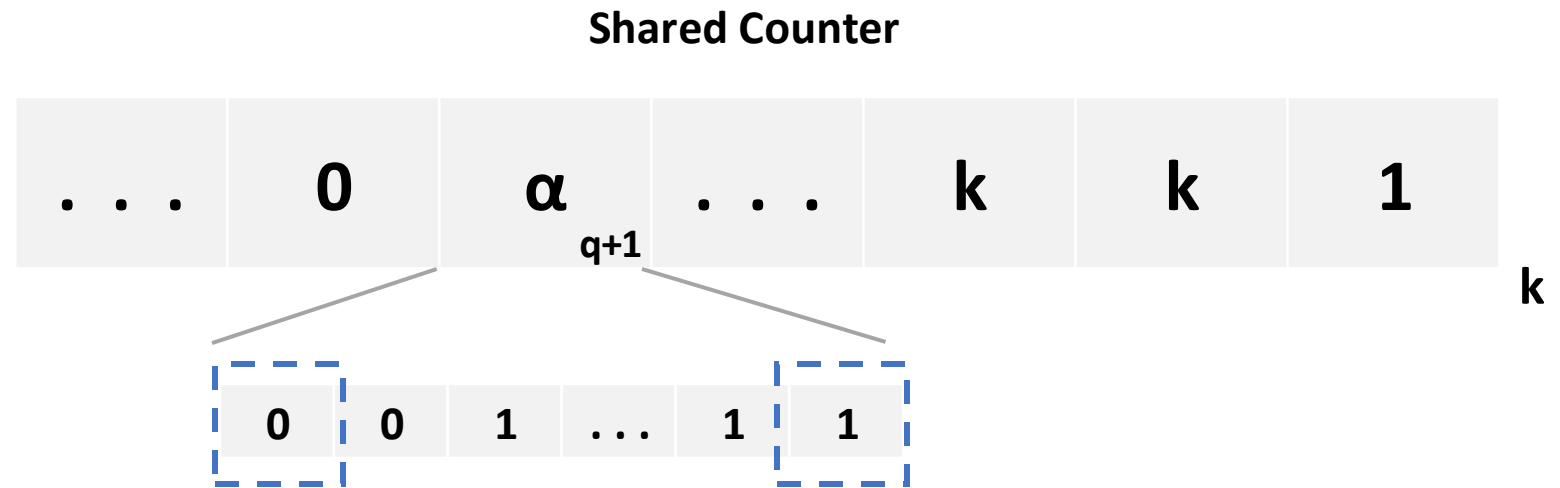 Shared Counter
. . . 0 α q+1 . . . k k 1
k
0 0 1 . . . 1 1